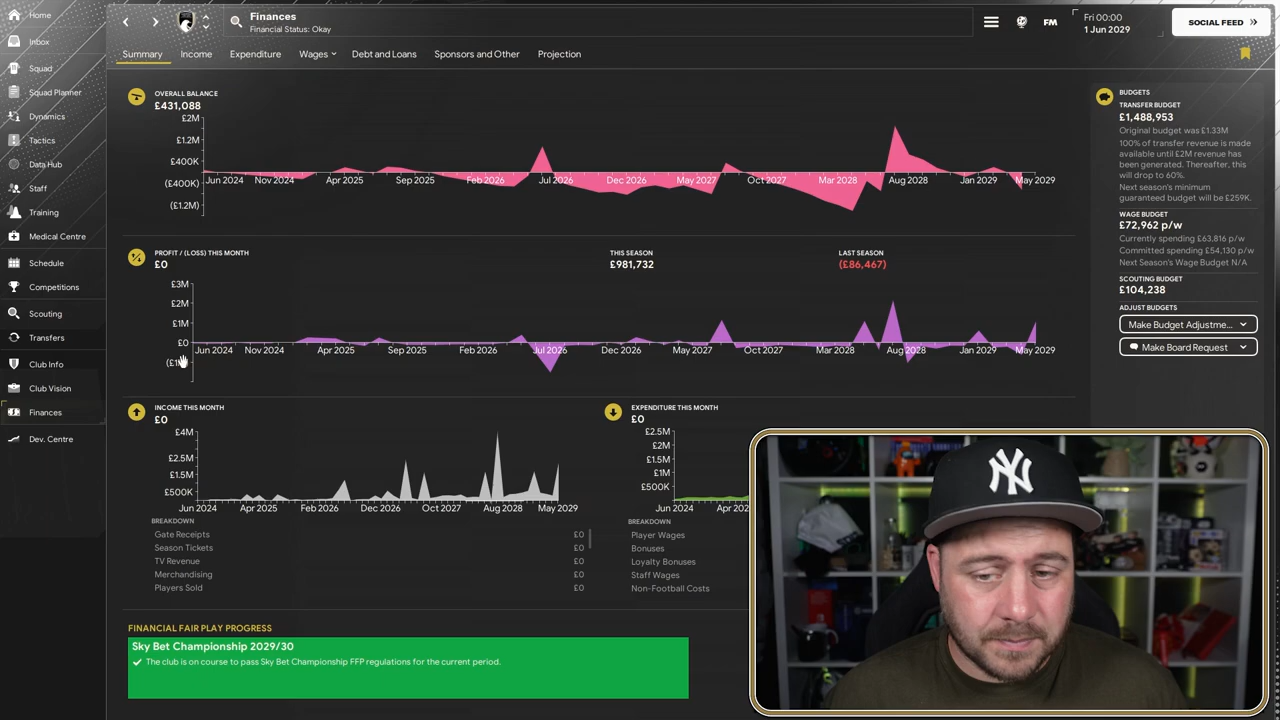 Home
Inbox
Squad
Squad Planner
Dynamics
Tactics
Data Hub
Staff
Training
Medical Centre
Schedule
Competitions
Scouting
Transfers
Club Info
Club Vision
Finances
Dev. Centre
Finances
Financial Status: Okay
FM
Fri 00:00
1 Jun 2029
SOCIAL FEED
Summary
Income
Expenditure
Wages
Debt and Loans
Sponsors and Other
Projection
OVERALL BALANCE
£431,088
£2M
£1.2M
£400K
(£400K)
(£1.2M)
Jun 2024 Nov 2024 Apr 2025 Sep 2025 Feb 2026 Jul 2026 Dec 2026 May 2027 Oct 2027 Mar 2028 Aug 2028 Jan 2029 May 2029
PROFIT / (LOSS) THIS MONTH
£0
THIS SEASON
£981,732
LAST SEASON
(£86,467)
£3M
£2M
£1M
£0
Jun 2024 Nov 2024 Apr 2025 Sep 2025 Feb 2026 Jul 2026 Dec 2026 May 2027 Oct 2027 Mar 2028 Aug 2028 Jan 2029 May 2029
INCOME THIS MONTH
£0
£4M
£2.5M
£1.5M
£500K
Jun 2024 Apr 2025 Feb 2026 Dec 2026 Oct 2027 Aug 2028 May 2029
BREAKDOWN
Gate Receipts £0
Season Tickets £0
TV Revenue £0
Merchandising £0
Players Sold £0
EXPENDITURE THIS MONTH
£0
£2.5M
£2M
£1.5M
£1M
£500K
Jun 2024
BREAKDOWN
Player Wages
Bonuses
Loyalty Bonuses
Staff Wages
Non-Football Costs
FINANCIAL FAIR PLAY PROGRESS
Sky Bet Championship 2029/30
The club is on course to pass Sky Bet Championship FFP regulations for the current period.
BUDGETS
TRANSFER BUDGET
£1,488,953
Original budget was £1.33M
100% of transfer revenue is made
available until £2M revenue has
been generated. Thereafter, this
will drop to 60%.
Next season's minimum
guaranteed budget will be £259K.
WAGE BUDGET
£72,962 p/w
Currently spending £63,816 p/w
Committed spending £54,130 p/w
Next Season's Wage Budget N/A
SCOUTING BUDGET
£104,238
ADJUST BUDGETS
Make Budget Adjustme...
Make Board Request
NY